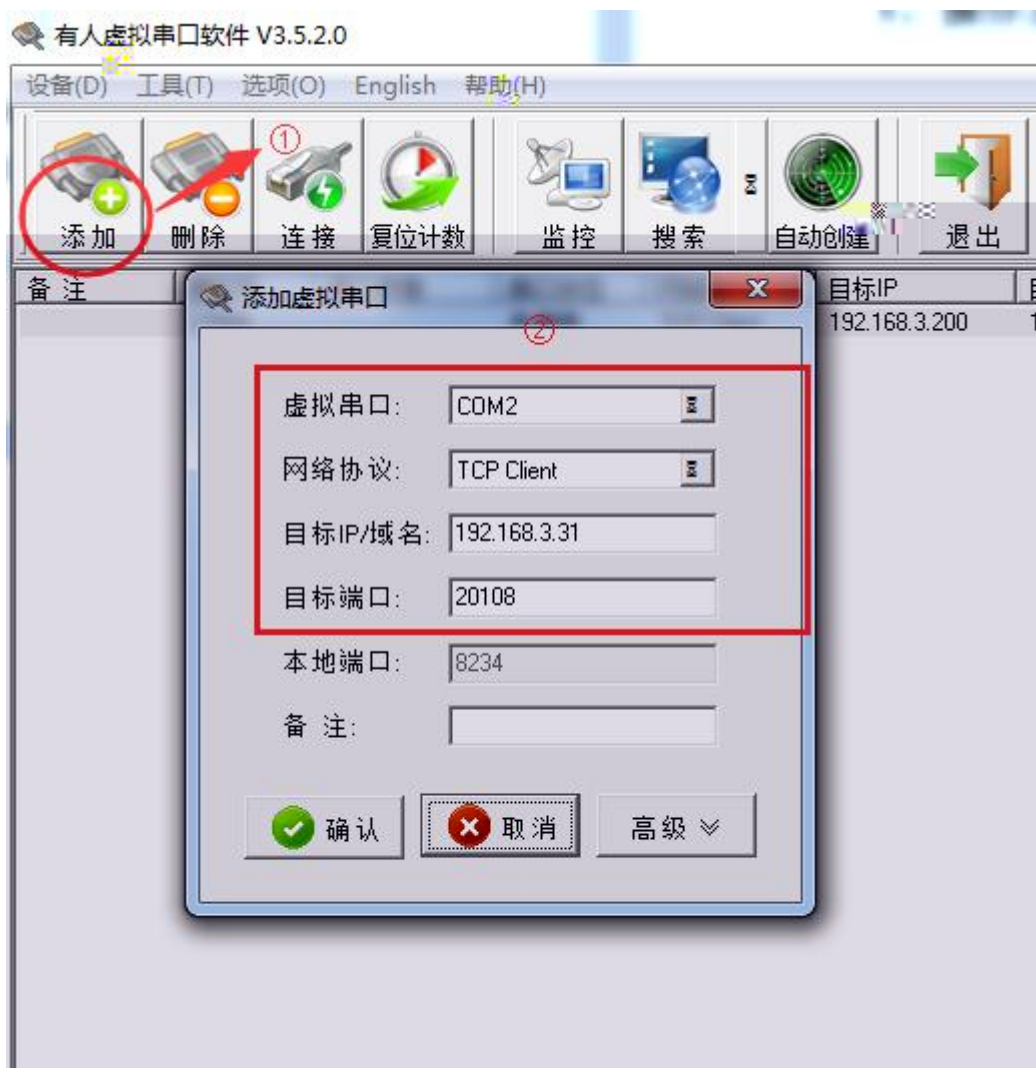 有人虚拟串口软件 V3.5.2.0
设备(D) 工具(T) 选项(O) English 帮助(H)
①
添加 删除 连接 复位计数 监控 搜索 自动创建 退出
备 注 目标IP
添加虚拟串口
192.168.3.200
②
虚拟串口: COM2
网络协议: TCP Client
目标IP/域名: 192.168.3.31
目标端口: 20108
本地端口: 8234
备 注:
确认 取消 高级